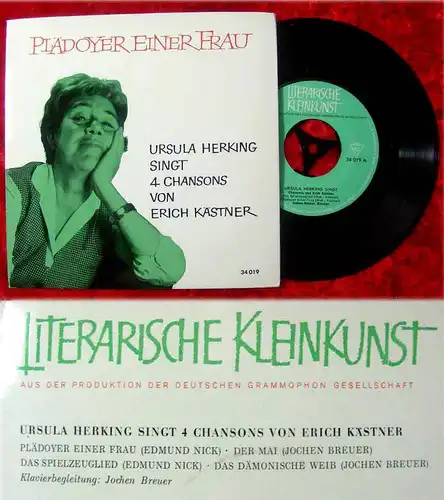 PLÄDOYER EINER FRAU
URSULA HERKING
SINGT
4 CHANSONS
VON
ERICH KÄSTNER
34 019
LITERARISCHE
KLEINKUNST
34 019 A
URSULA HERKING SINGT
LITERARISCHE KLEINKUNST
AUS DER PRODUKTION DER DEUTSCHEN GRAMMOPHON GESELLSCHAFT
URSULA HERKING SINGT 4 CHANSONS VON ERICH KÄSTNER
PLÄDOYER EINER FRAU (EDMUND NICK) · DER MAI (JOCHEN BREUER)
DAS SPIELZEUGLIED (EDMUND NICK) · DAS DÄMONISCHE WEIB (JOCHEN BREUER)
Klavierbegleitung: Jochen Breuer